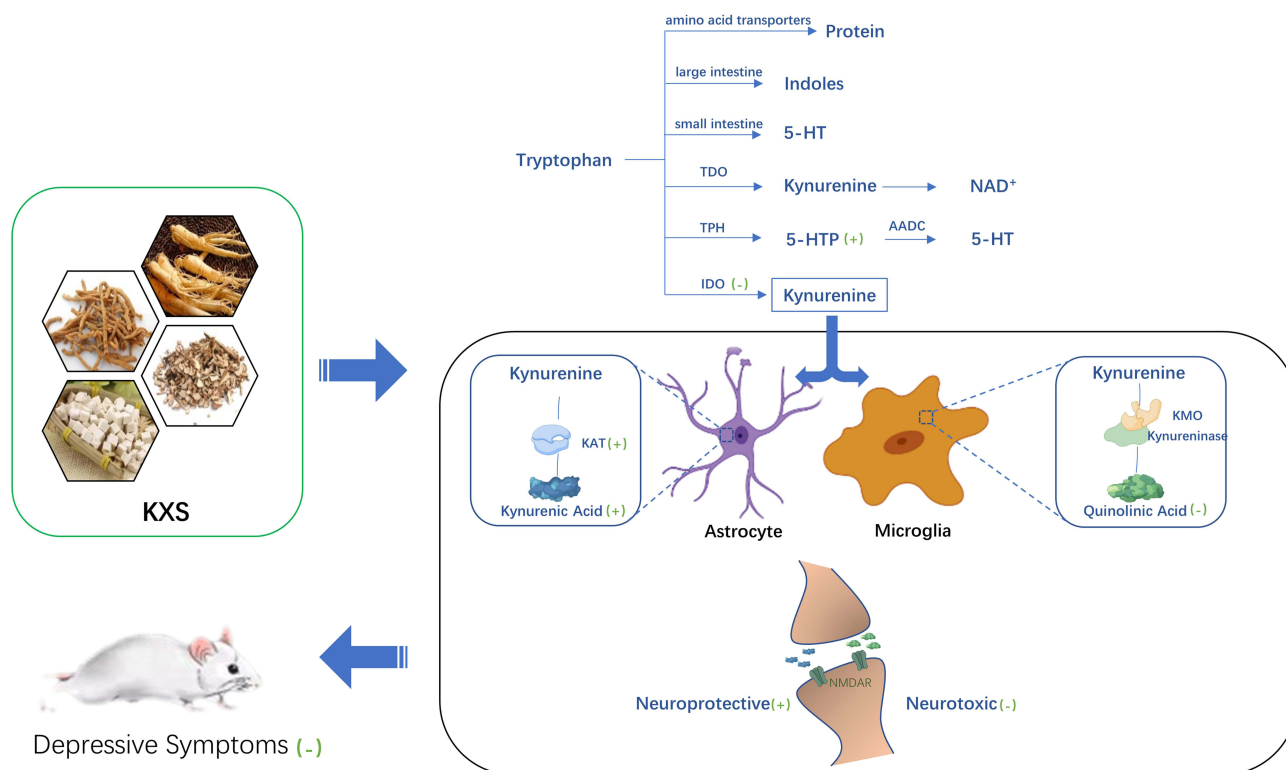 amino acid transporters
Protein
large intestine
Indoles
small intestine
5-HT
Tryptophan
TDO
Kynurenine
NAD⁺
TPH
5-HTP (+)
AADC
5-HT
IDO (-)
Kynurenine
KXS
Kynurenine
KAT (+)
Kynurenic Acid (+)
Astrocyte
Microglia
Kynurenine
KMO
Kynureninase
Quinolinic Acid (-)
NMDAR
Neuroprotective (+)
Neurotoxic (-)
Depressive Symptoms (-)